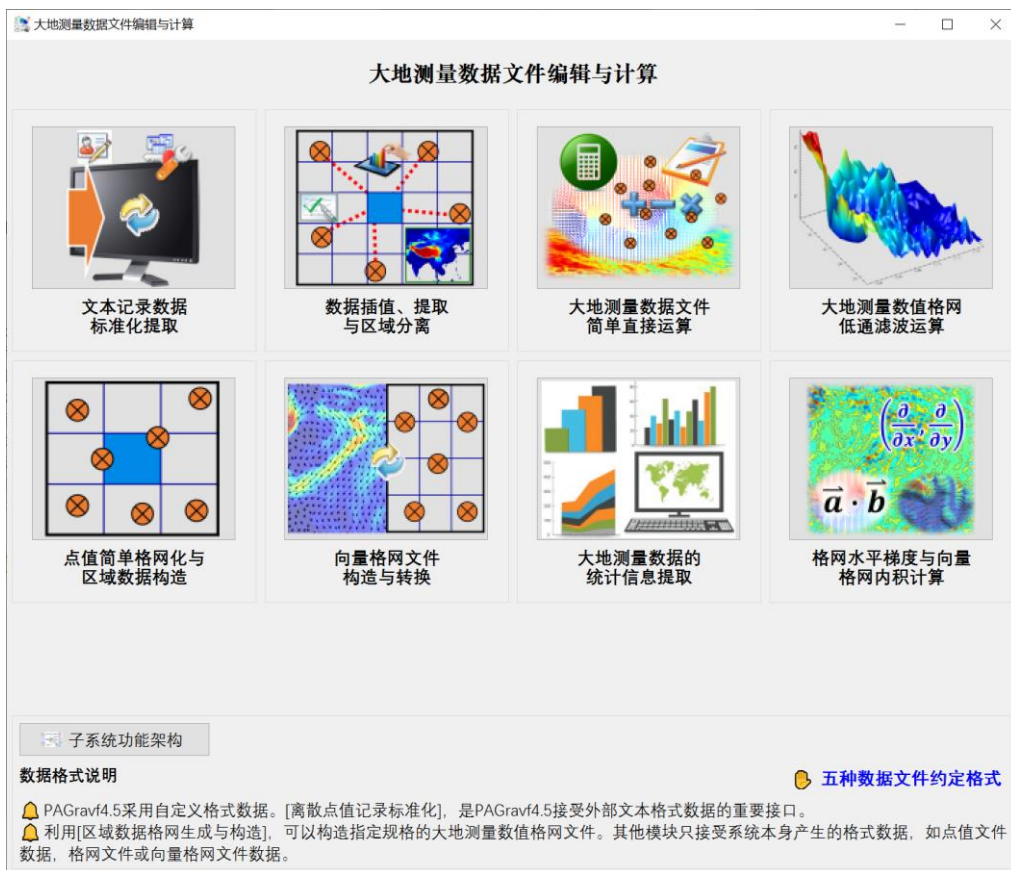 大地测量数据文件编辑与计算
大地测量数据文件编辑与计算
文本记录数据
标准化提取
数据插值、提取
与区域分离
大地测量数据文件
简单直接运算
大地测量数值格网
低通滤波运算
点值简单格网化与
区域数据构造
向量格网文件
构造与转换
大地测量数据的
统计信息提取
(∂/∂x, ∂/∂y)
a · b
格网水平梯度与向量
格网内积计算
子系统功能架构
数据格式说明
五种数据文件约定格式
PAGravf4.5采用自定义格式数据。[离散点值记录标准化]，是PAGravf4.5接受外部文本格式数据的重要接口。
利用[区域数据格网生成与构造]，可以构造指定规格的大地测量数值格网文件。其他模块只接受系统本身产生的格式数据，如点值文件
数据，格网文件或向量格网文件数据。